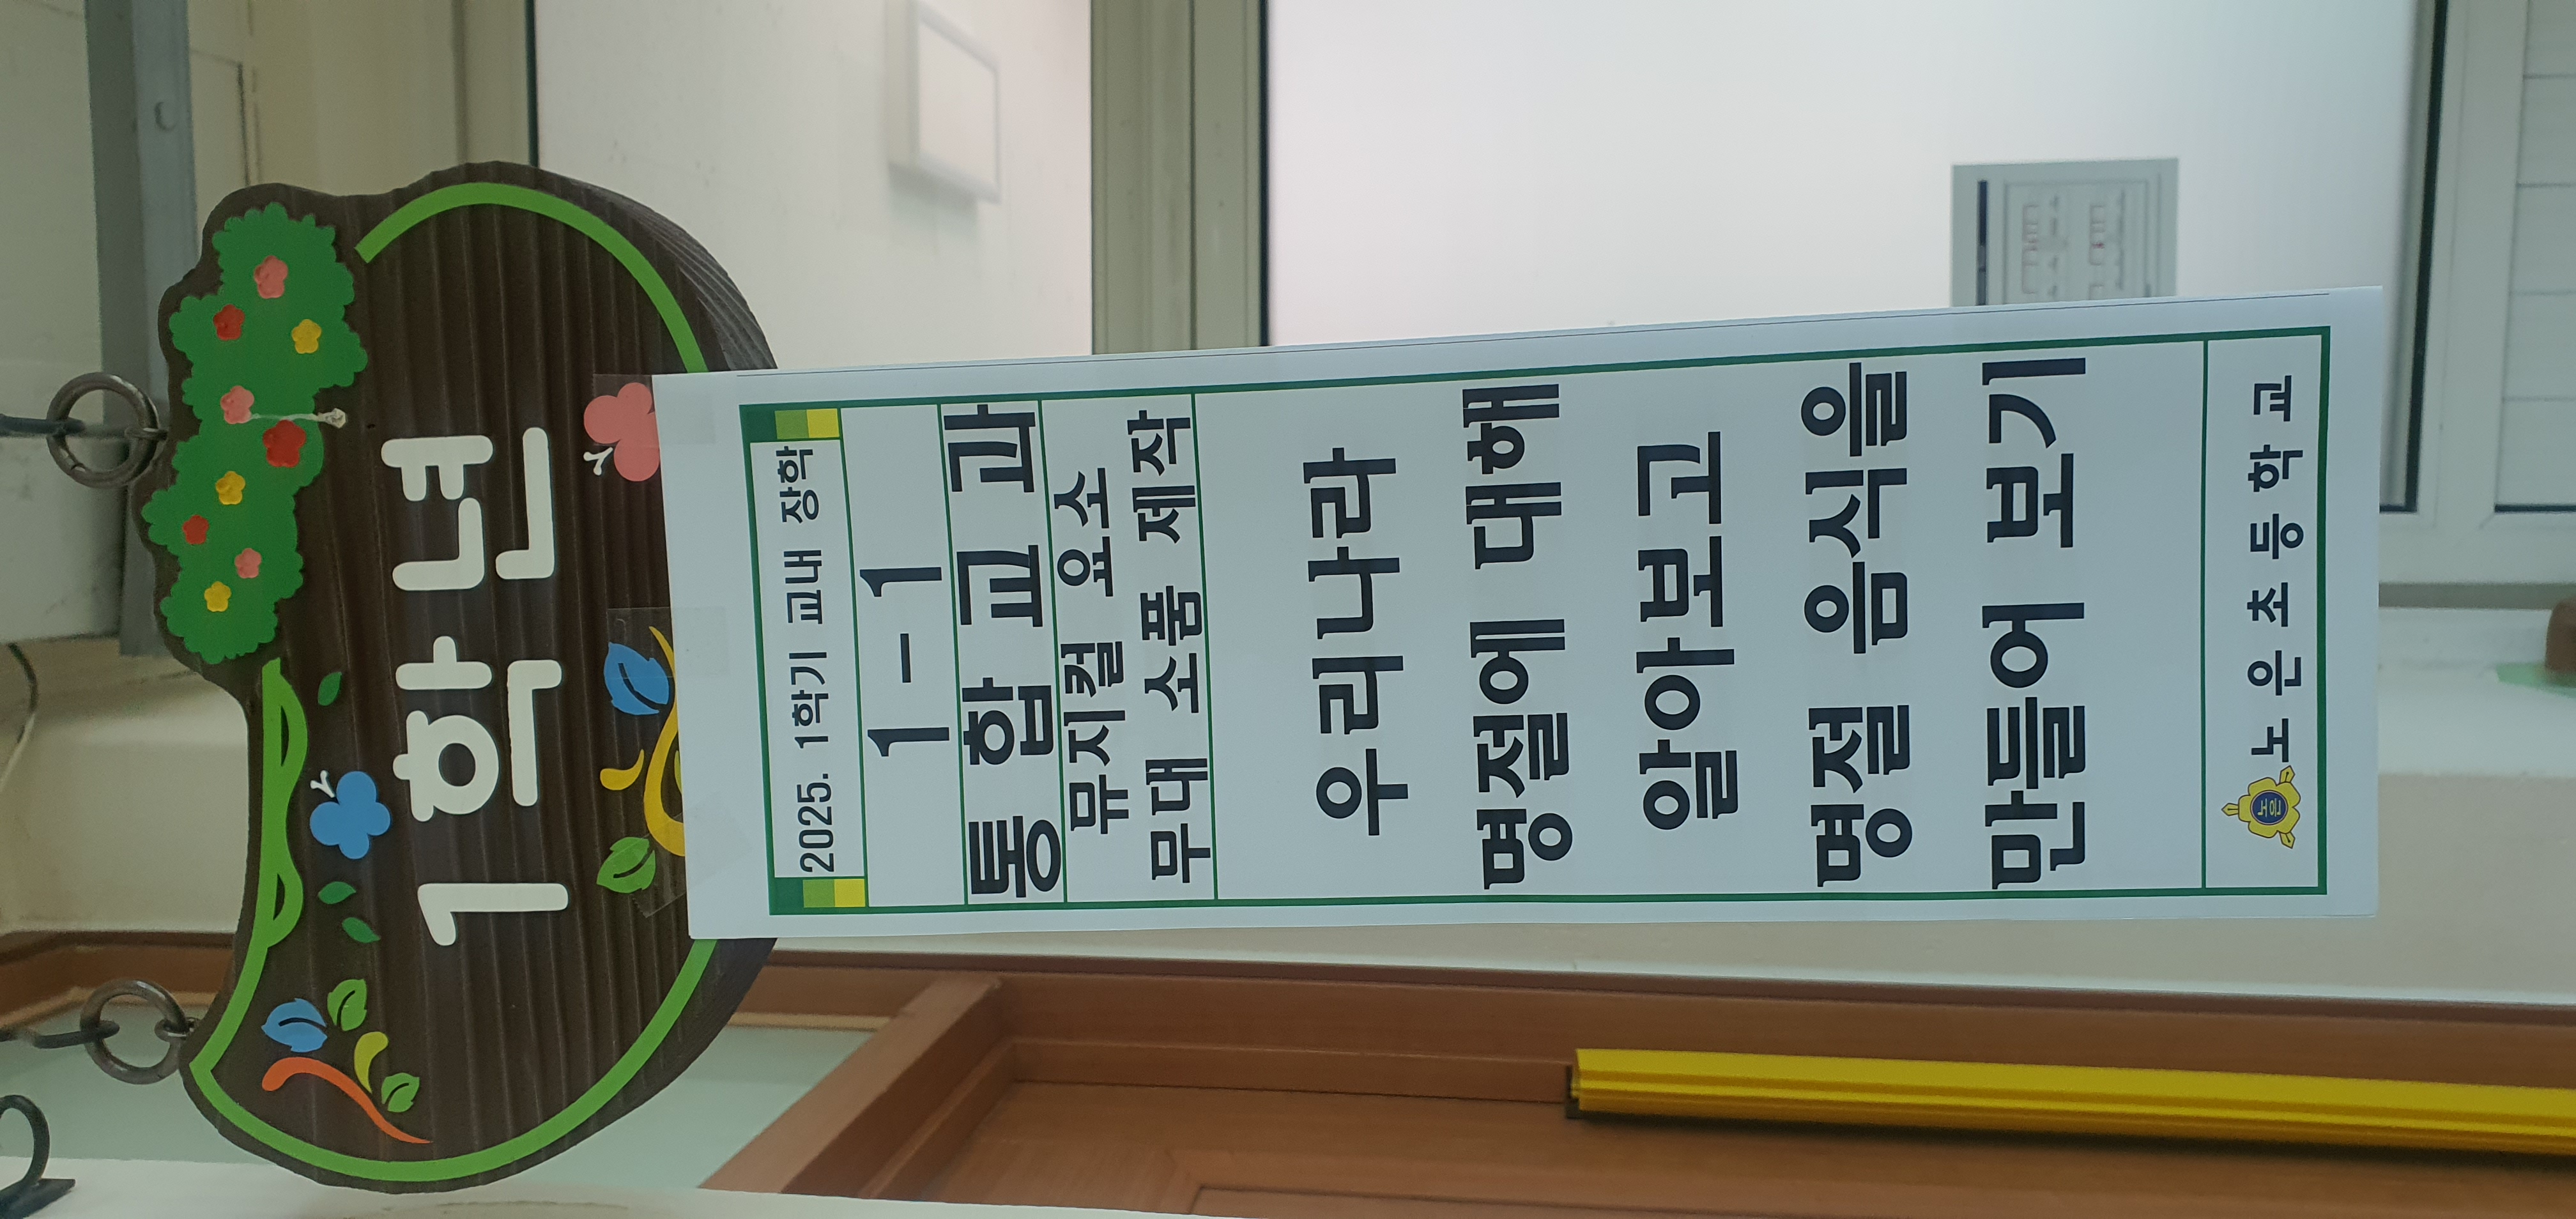 1학년
2025. 1학기 교내 장학
1-1
통합교과
뮤지컬 요소
무대 소품 제작
우리나라
명절에 대해
알아보고
명절 음식을
만들어 보기
노은
노은초등학교